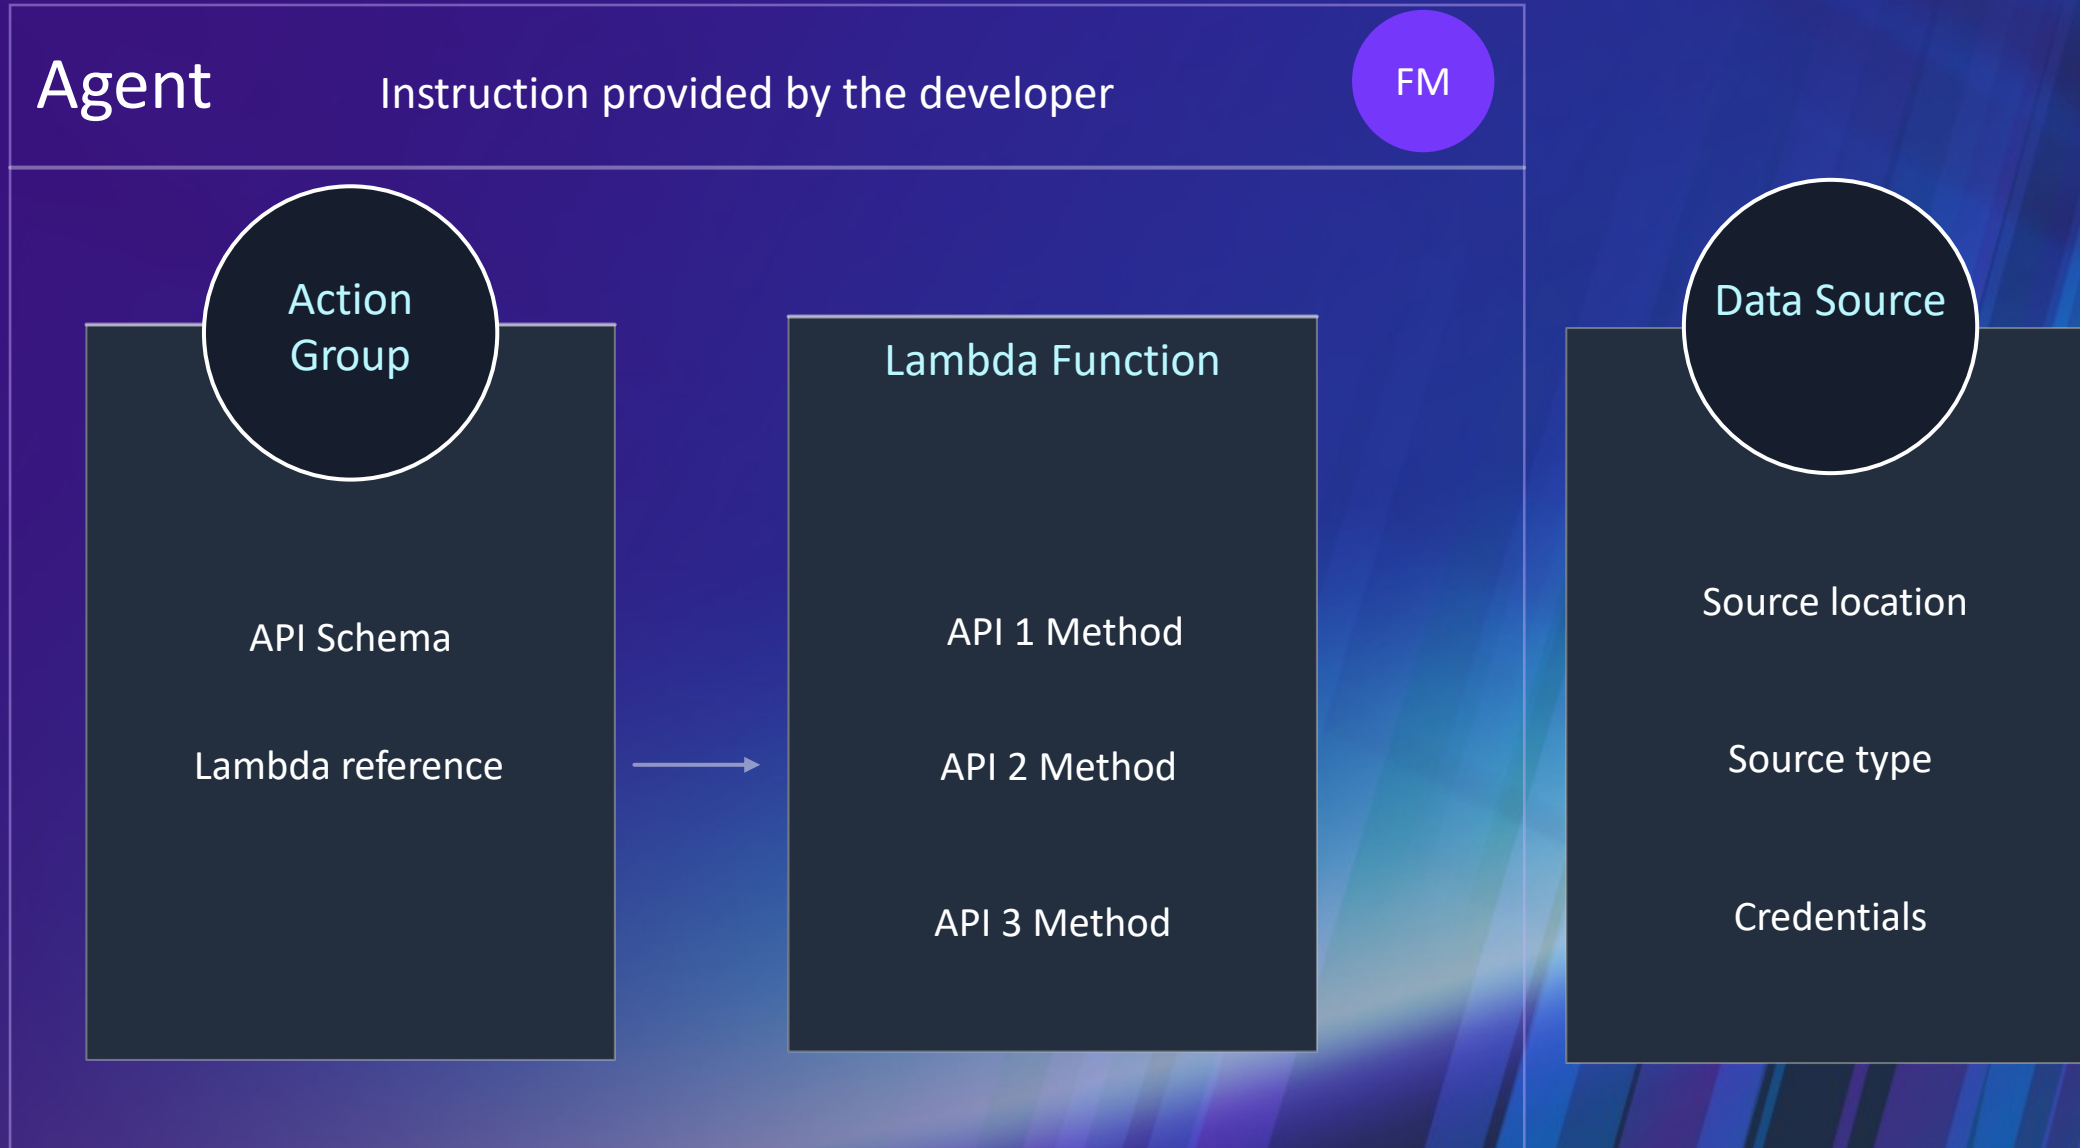 Agent
Instruction provided by the developer
FM
Action
Group
API Schema
Lambda reference
Lambda Function
API 1 Method
API 2 Method
API 3 Method
Data Source
Source location
Source type
Credentials